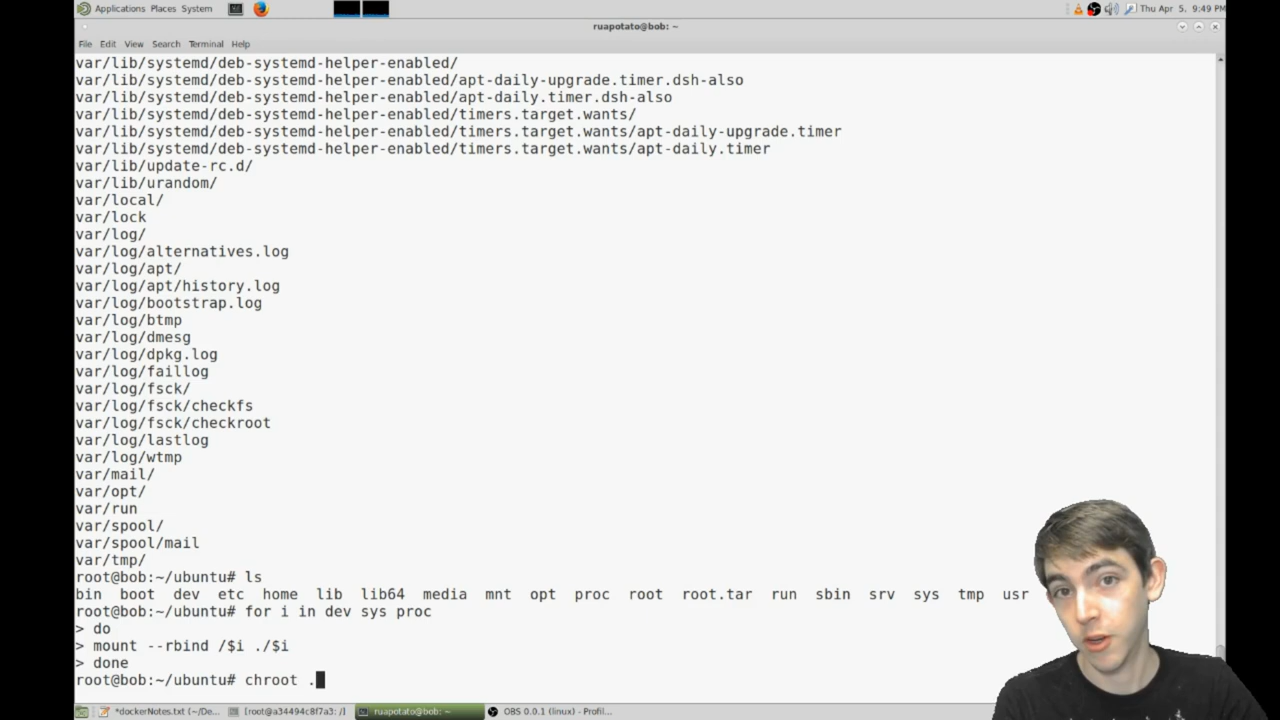 Applications Places System
Thu Apr 5, 9:49 PM
ruapotato@bob: ~
File Edit View Search Terminal Help
var/lib/systemd/deb-systemd-helper-enabled/
var/lib/systemd/deb-systemd-helper-enabled/apt-daily-upgrade.timer.dsh-also
var/lib/systemd/deb-systemd-helper-enabled/apt-daily.timer.dsh-also
var/lib/systemd/deb-systemd-helper-enabled/timers.target.wants/
var/lib/systemd/deb-systemd-helper-enabled/timers.target.wants/apt-daily-upgrade.timer
var/lib/systemd/deb-systemd-helper-enabled/timers.target.wants/apt-daily.timer
var/lib/update-rc.d/
var/lib/urandom/
var/local/
var/lock
var/log/
var/log/alternatives.log
var/log/apt/
var/log/apt/history.log
var/log/bootstrap.log
var/log/btmp
var/log/dmesg
var/log/dpkg.log
var/log/faillog
var/log/fsck/
var/log/fsck/checkfs
var/log/fsck/checkroot
var/log/lastlog
var/log/wtmp
var/mail/
var/opt/
var/run
var/spool/
var/spool/mail
var/tmp/
root@bob:~/ubuntu# ls
bin boot dev etc home lib lib64 media mnt opt proc root root.tar run sbin srv sys tmp usr
root@bob:~/ubuntu# for i in dev sys proc
> do
> mount --rbind /$i ./$i
> done
root@bob:~/ubuntu# chroot .
*dockerNotes.txt (~/De... [root@a34494c8f7a3: /] ruapotato@bob: ~ OBS 0.0.1 (linux) - Profil...